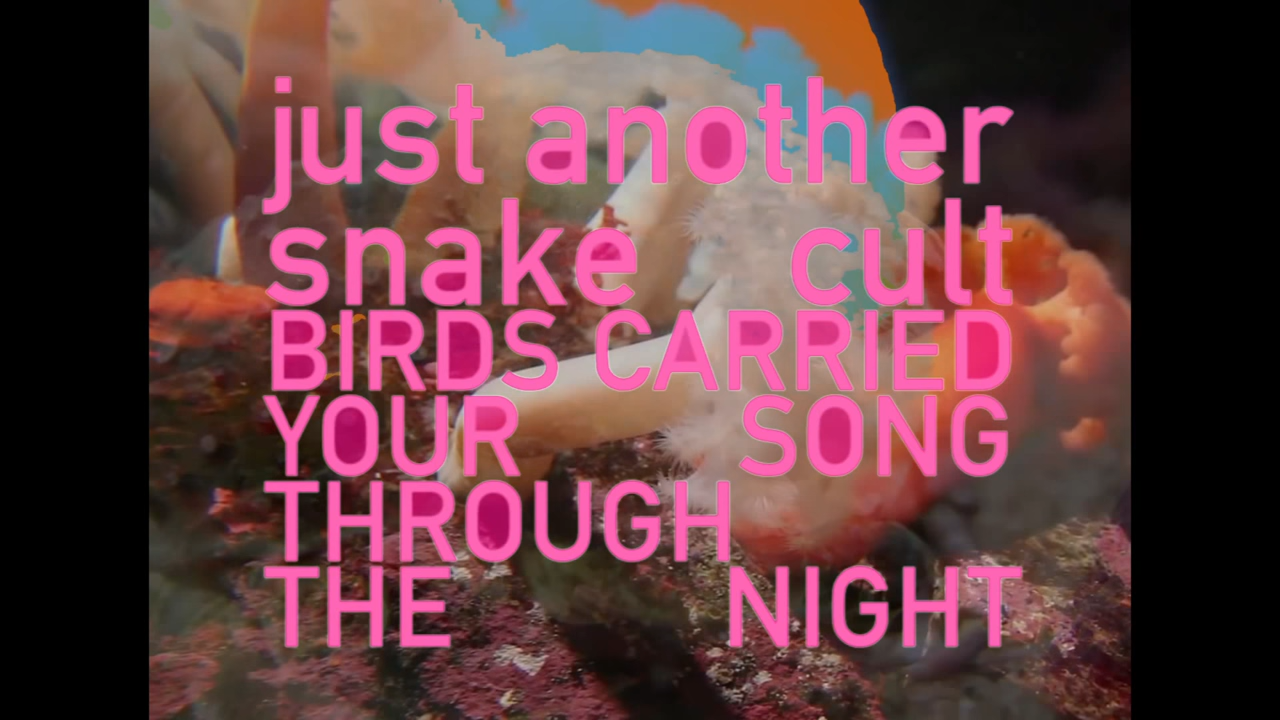 just another
snake cult
BIRDS CARRIED
YOUR SONG
THROUGH
THE NIGHT